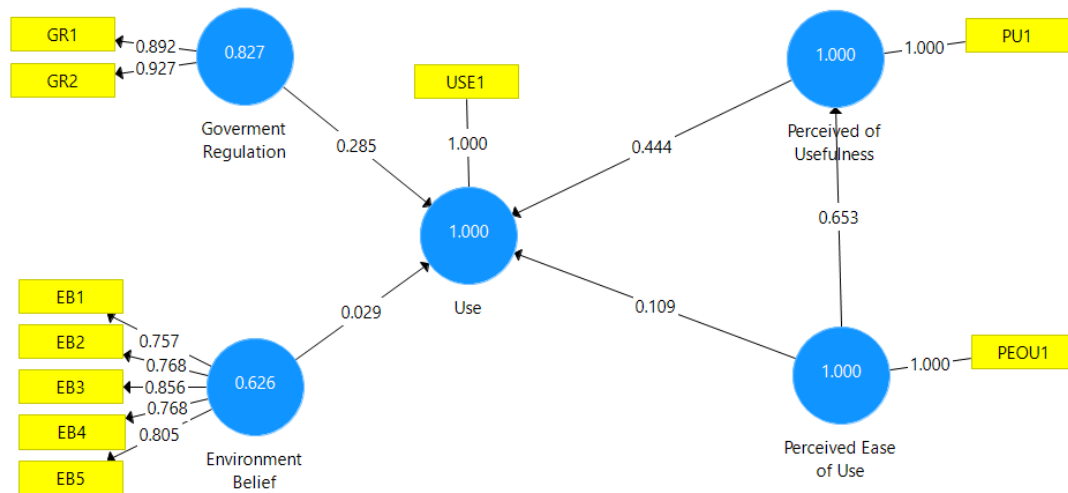 GR1
0.892
GR2
0.927
0.827
Goverment
Regulation
0.285
USE1
1.000
1.000
Use
1.000
Perceived of
Usefulness
1.000
PU1
0.444
0.653
0.109
1.000
Perceived Ease
of Use
1.000
PEOU1
0.029
EB1
0.757
EB2
0.768
EB3
0.856
EB4
0.768
EB5
0.805
0.626
Environment
Belief